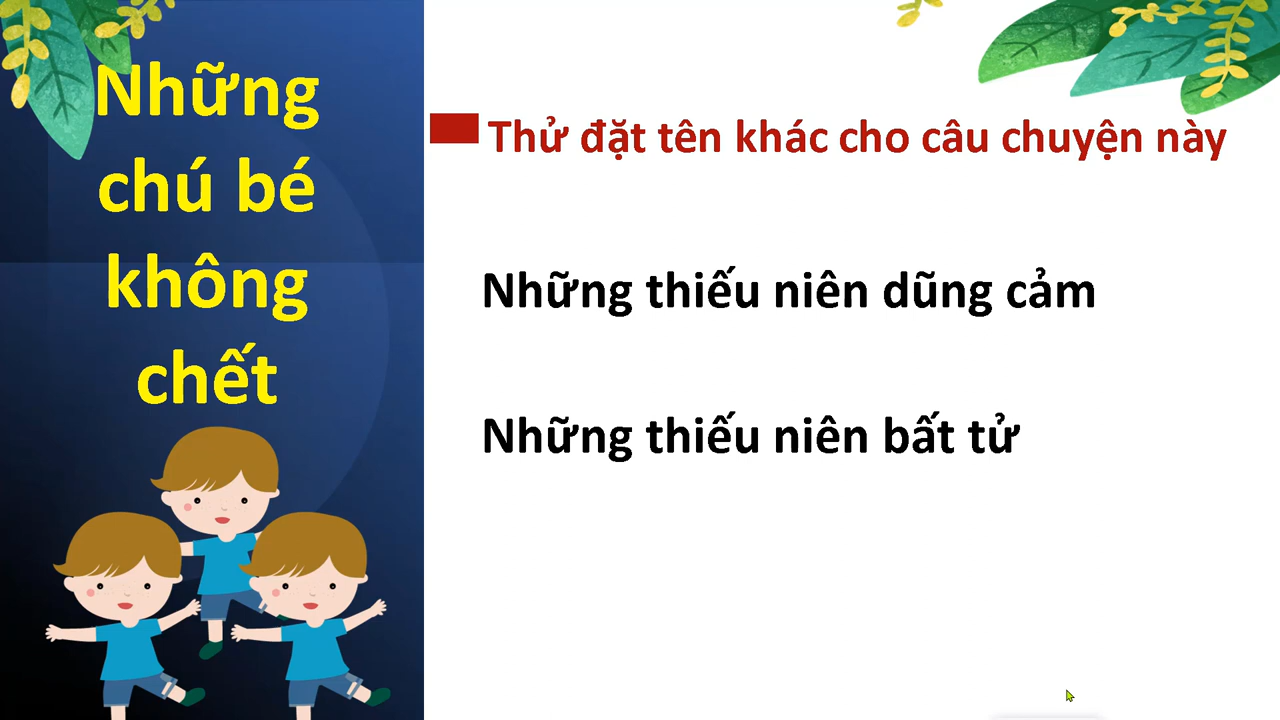 Những
chú bé
không
chết
Thử đặt tên khác cho câu chuyện này
Những thiếu niên dũng cảm
Những thiếu niên bất tử